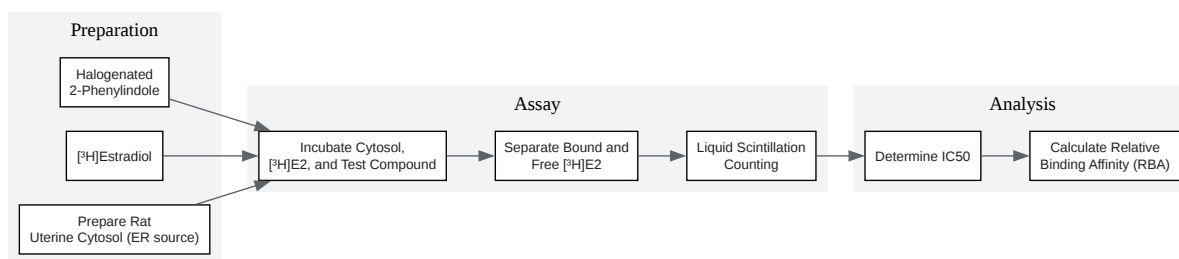 Preparation
Halogenated
2-Phenylindole
[³H]Estradiol
Prepare Rat
Uterine Cytosol (ER source)
Assay
Incubate Cytosol,
[³H]E2, and Test Compound
Separate Bound and
Free [³H]E2
Liquid Scintillation
Counting
Analysis
Determine IC50
Calculate Relative
Binding Affinity (RBA)